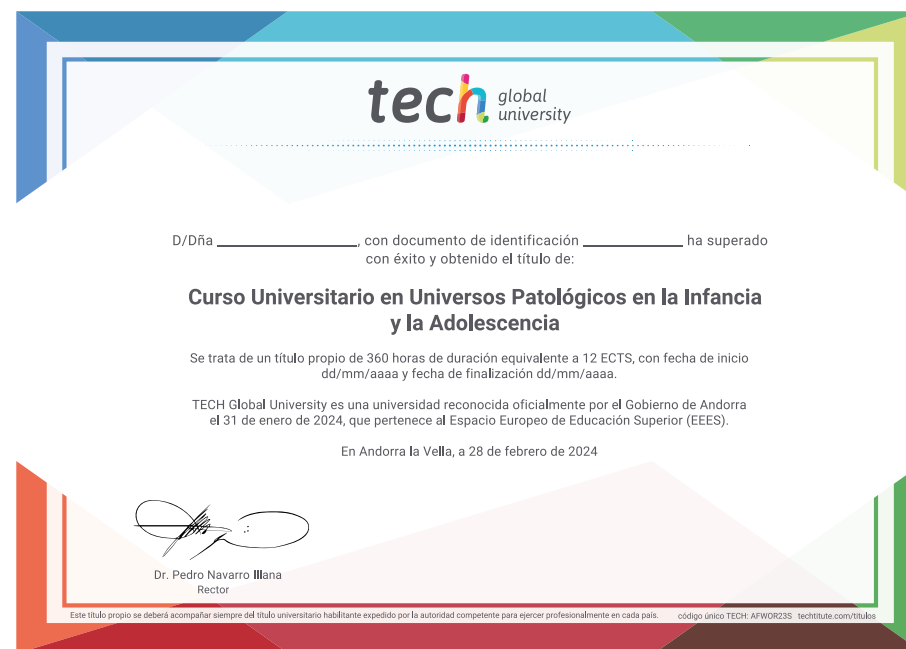 tech global university
D/Dña ____________________, con documento de identificación ______________ ha superado
con éxito y obtenido el título de:
Curso Universitario en Universos Patológicos en la Infancia
y la Adolescencia
Se trata de un título propio de 360 horas de duración equivalente a 12 ECTS, con fecha de inicio
dd/mm/aaaa y fecha de finalización dd/mm/aaaa.
TECH Global University es una universidad reconocida oficialmente por el Gobierno de Andorra
el 31 de enero de 2024, que pertenece al Espacio Europeo de Educación Superior (EEES).
En Andorra la Vella, a 28 de febrero de 2024
Dr. Pedro Navarro Illana
Rector
Este título propio se deberá acompañar siempre del título universitario habilitante expedido por la autoridad competente para ejercer profesionalmente en cada país. código único TECH: AFWOR23S techtitute.com/titulos